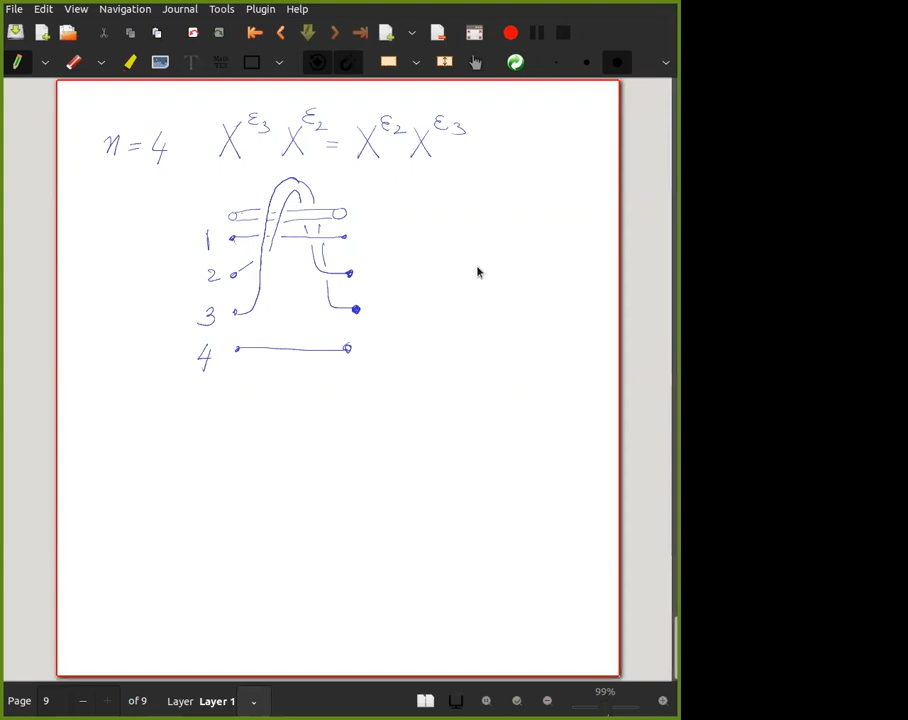 File Edit View Navigation Journal Tools Plugin Help
n = 4 X^{ε_3} X^{ε_2} = X^{ε_2} X^{ε_3}
1
2
3
4
Page 9 of 9 Layer Layer 1 99%